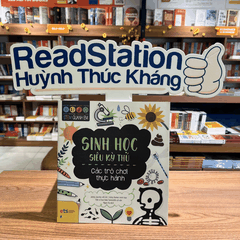 ReadStation
Huỳnh Thúc Kháng
SINH HỌC
SIÊU KỲ THÚ
CÁC TRÒ CHƠI
THỰC HÀNH